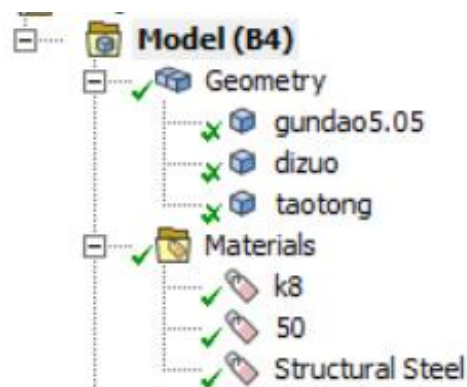 Model (B4)
Geometry
gundao5.05
dizuo
taotong
Materials
k8
50
Structural Steel